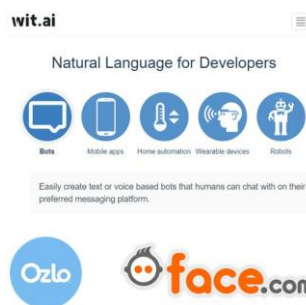 wit.ai
Natural Language for Developers
Bots Mobile apps Home automation Wearable devices Robots
Easily create text or voice based bots that humans can chat with on their
preferred messaging platform.
Ozlo
face.com